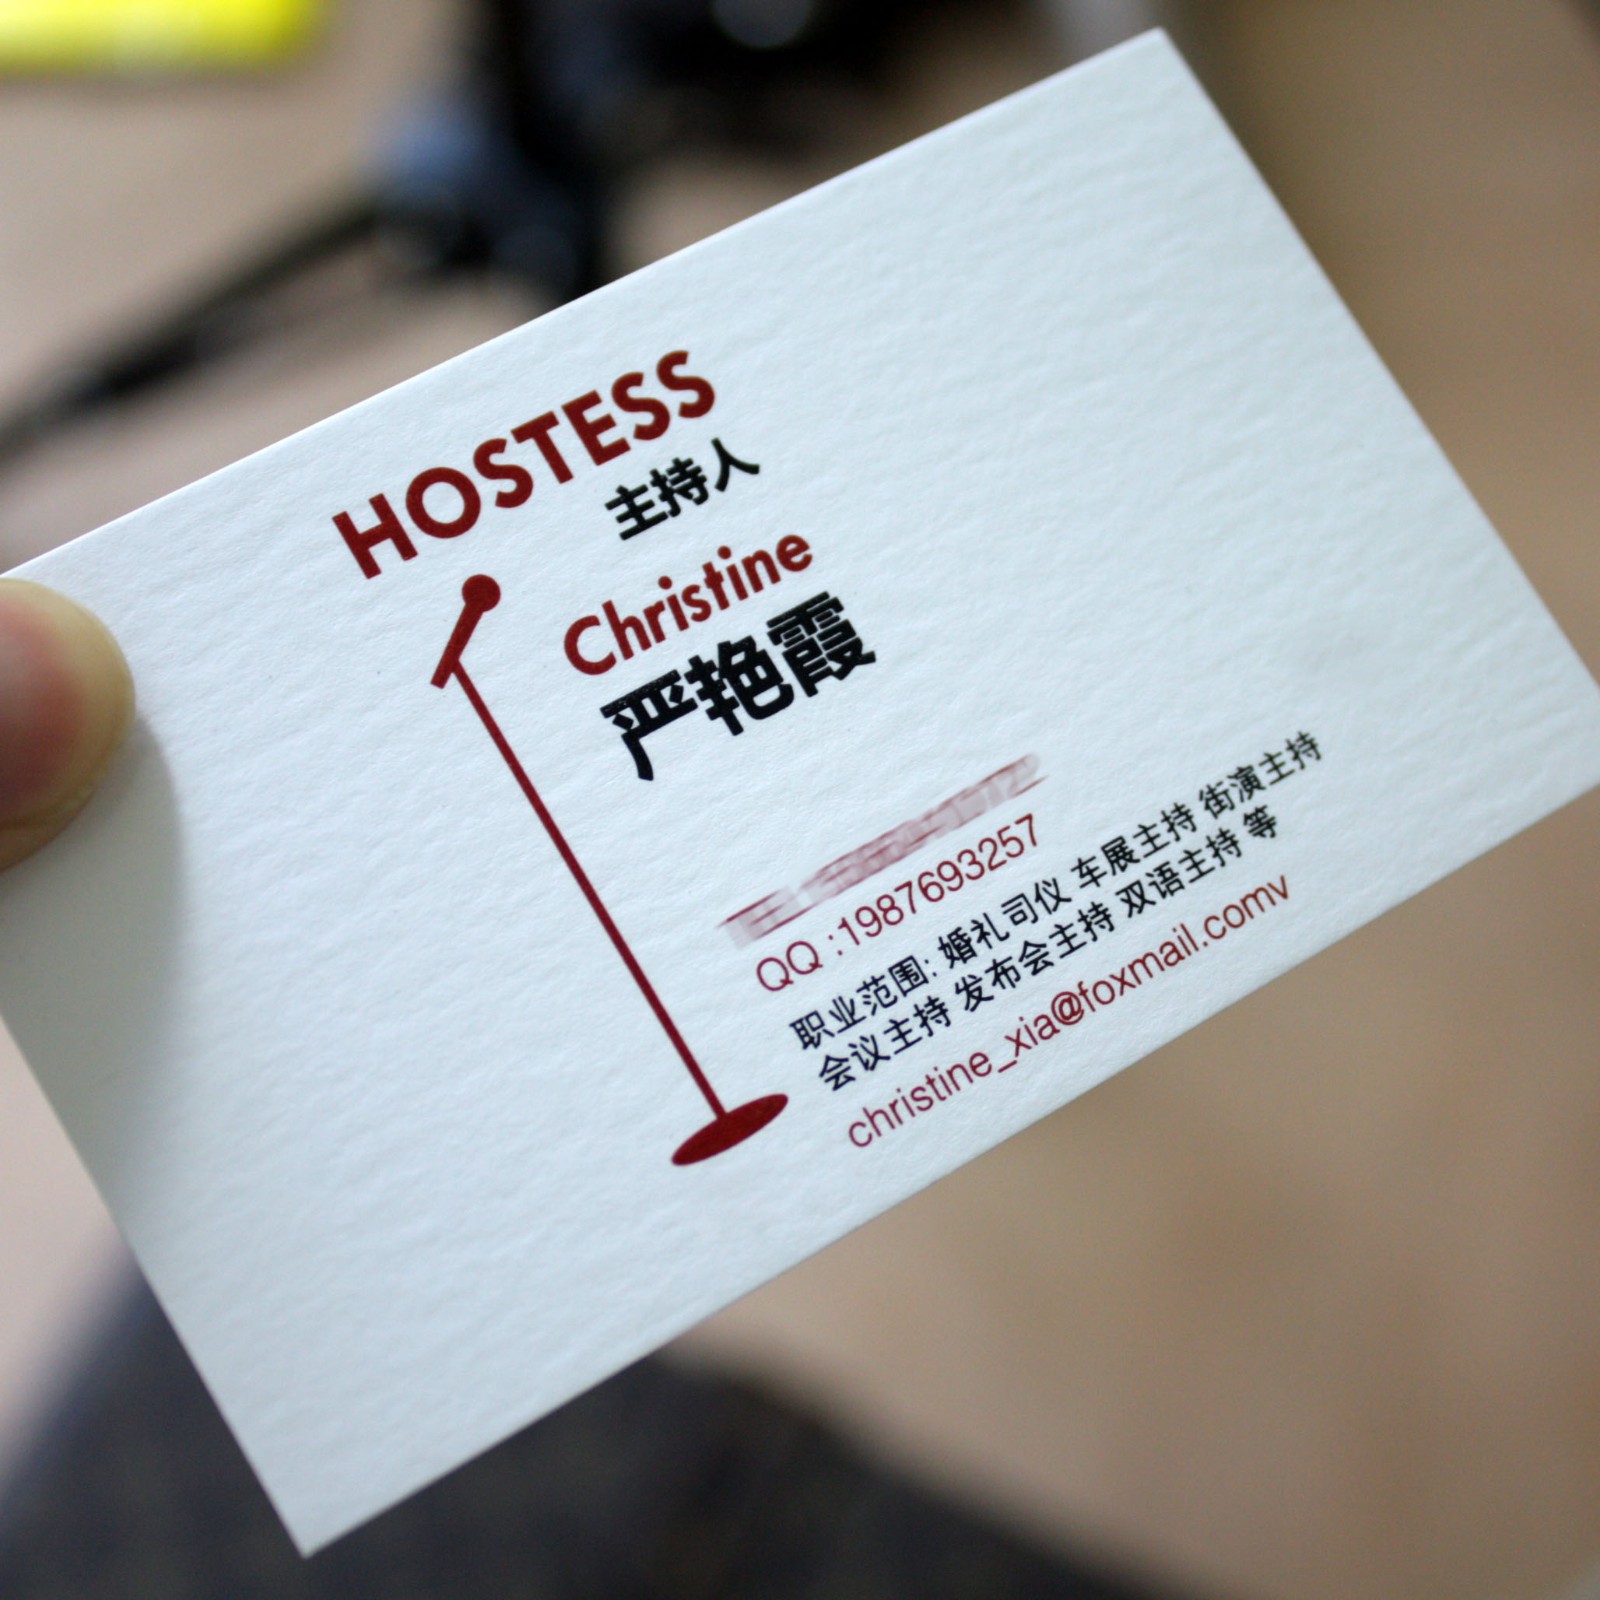 HOSTESS
主持人
Christine
严艳霞
QQ :1987693257
职业范围: 婚礼司仪 车展主持 街演主持
会议主持 发布会主持 双语主持 等
christine_xia@foxmail.comv